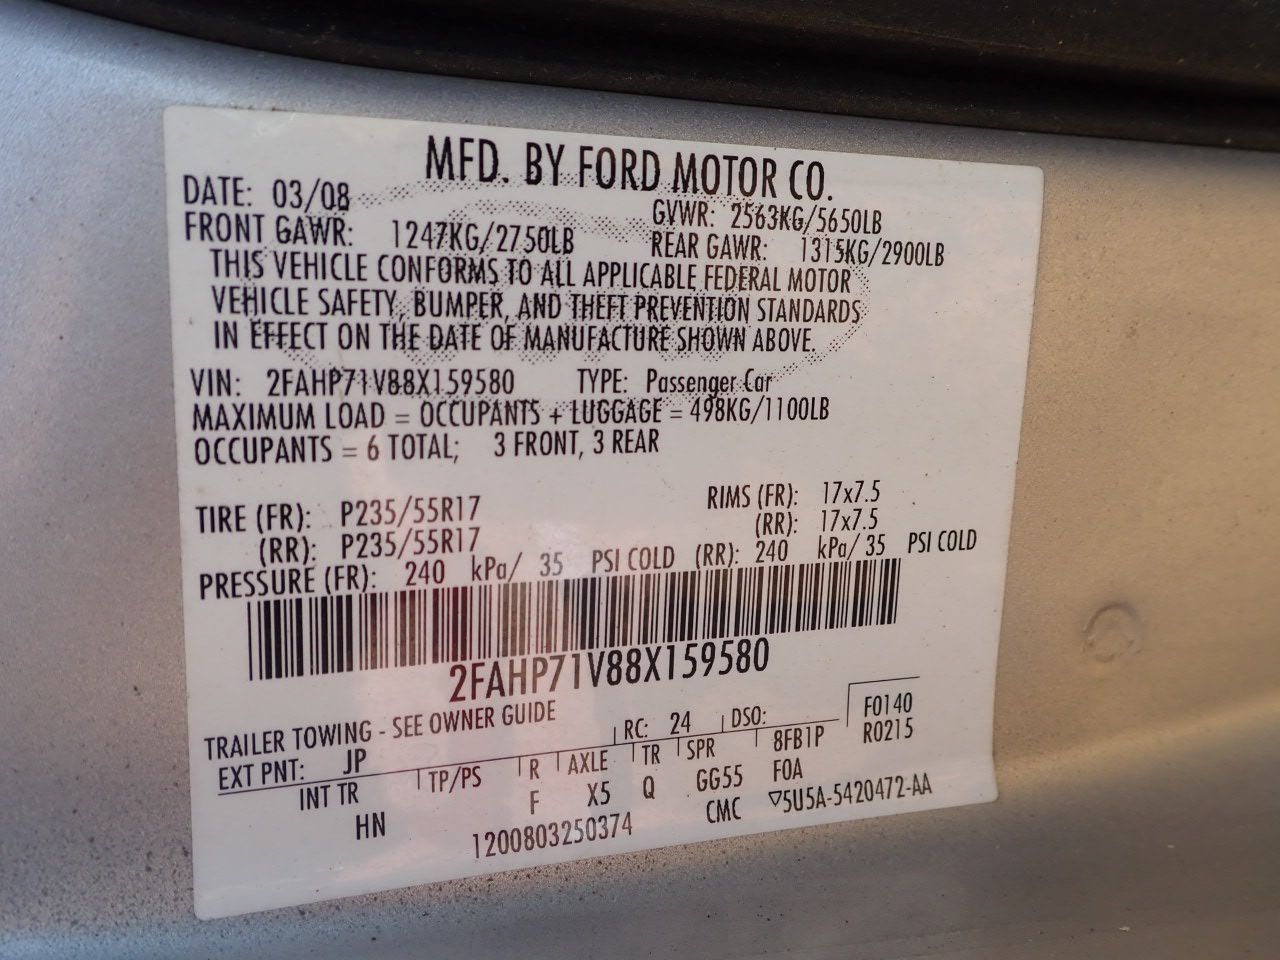 MFD. BY FORD MOTOR CO.
DATE: 03/08 GVWR: 2563KG/5650LB
FRONT GAWR: 1247KG/2750LB REAR GAWR: 1315KG/2900LB
THIS VEHICLE CONFORMS TO ALL APPLICABLE FEDERAL MOTOR
VEHICLE SAFETY, BUMPER, AND THEFT PREVENTION STANDARDS
IN EFFECT ON THE DATE OF MANUFACTURE SHOWN ABOVE.
VIN: 2FAHP71V88X159580 TYPE: Passenger Car
MAXIMUM LOAD = OCCUPANTS + LUGGAGE = 498KG/1100LB
OCCUPANTS = 6 TOTAL; 3 FRONT, 3 REAR
TIRE (FR): P235/55R17 RIMS (FR): 17x7.5
(RR): P235/55R17 (RR): 17x7.5
PRESSURE (FR): 240 kPa/ 35 PSI COLD (RR): 240 kPa/ 35 PSI COLD
2FAHP71V88X159580
TRAILER TOWING - SEE OWNER GUIDE RC: 24 DSO: F0140
EXT PNT: JP 8FB1P R0215
INT TR TP/PS R AXLE TR SPR F0A
HN F X5 Q GG55
1200803250374 CMC ▽5U5A-5420472-AA